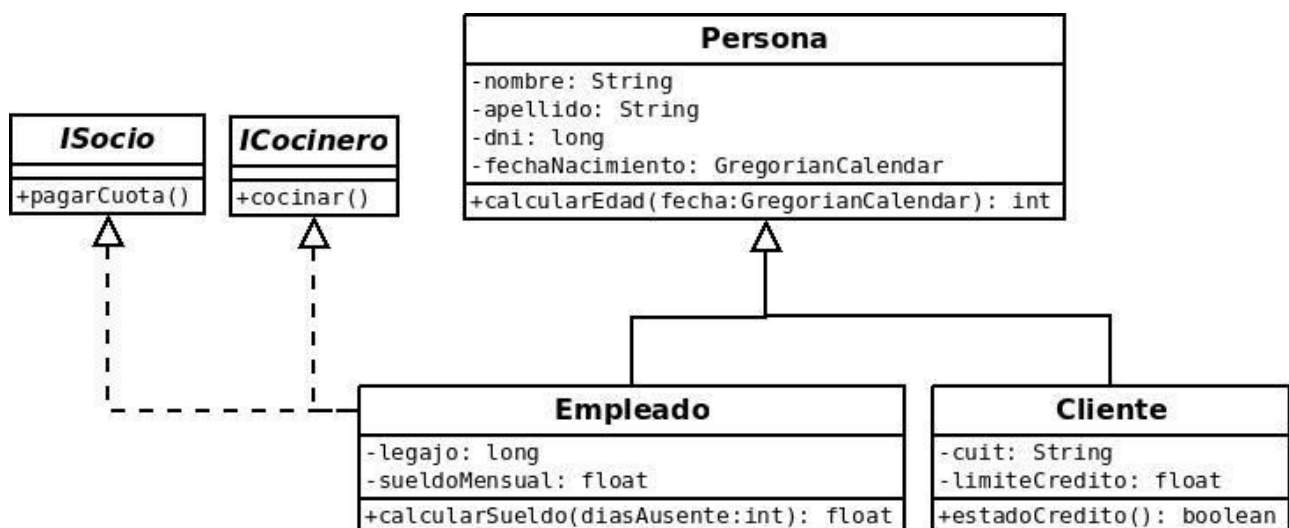 Persona
-nombre: String
-apellido: String
-dni: long
-fechaNacimiento: GregorianCalendar
+calcularEdad(fecha:GregorianCalendar): int
ISocio
+pagarCuota()
ICocinero
+cocinar()
Empleado
-legajo: long
-sueldoMensual: float
+calcularSueldo(diasAusente:int): float
Cliente
-cuit: String
-limiteCredito: float
+estadoCredito(): boolean